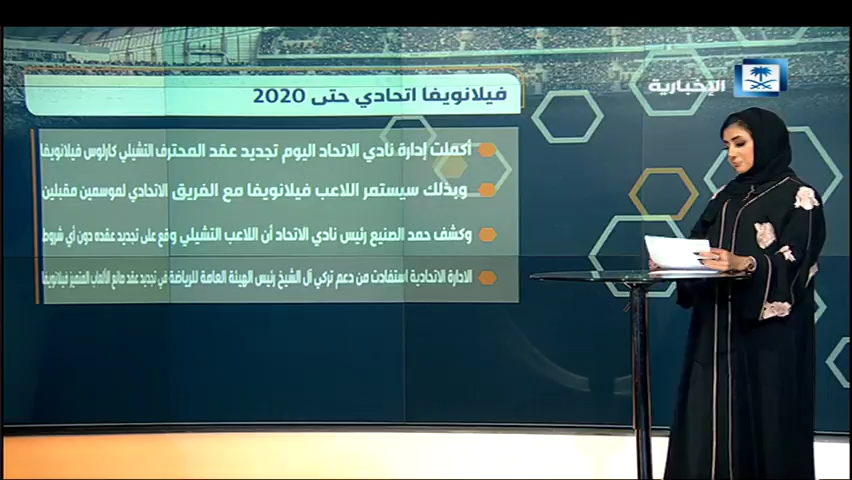 الإخبارية
فيلانويفا اتحادي حتى 2020
أكملت إدارة نادي الاتحاد اليوم تجديد عقد المحترف التشيلي كارلوس فيلانويفا
وبذلك سيستمر اللاعب فيلانويفا مع الفريق الاتحادي لموسمين مقبلين
وكشف حمد الصنيع رئيس نادي الاتحاد أن اللاعب التشيلي وقع على تجديد عقده دون أي شروط
الادارة الاتحادية استفادت من دعم تركي آل الشيخ رئيس الهيئة العامة للرياضة في تجديد عقد صانع الألعاب المتميز فيلانويفا